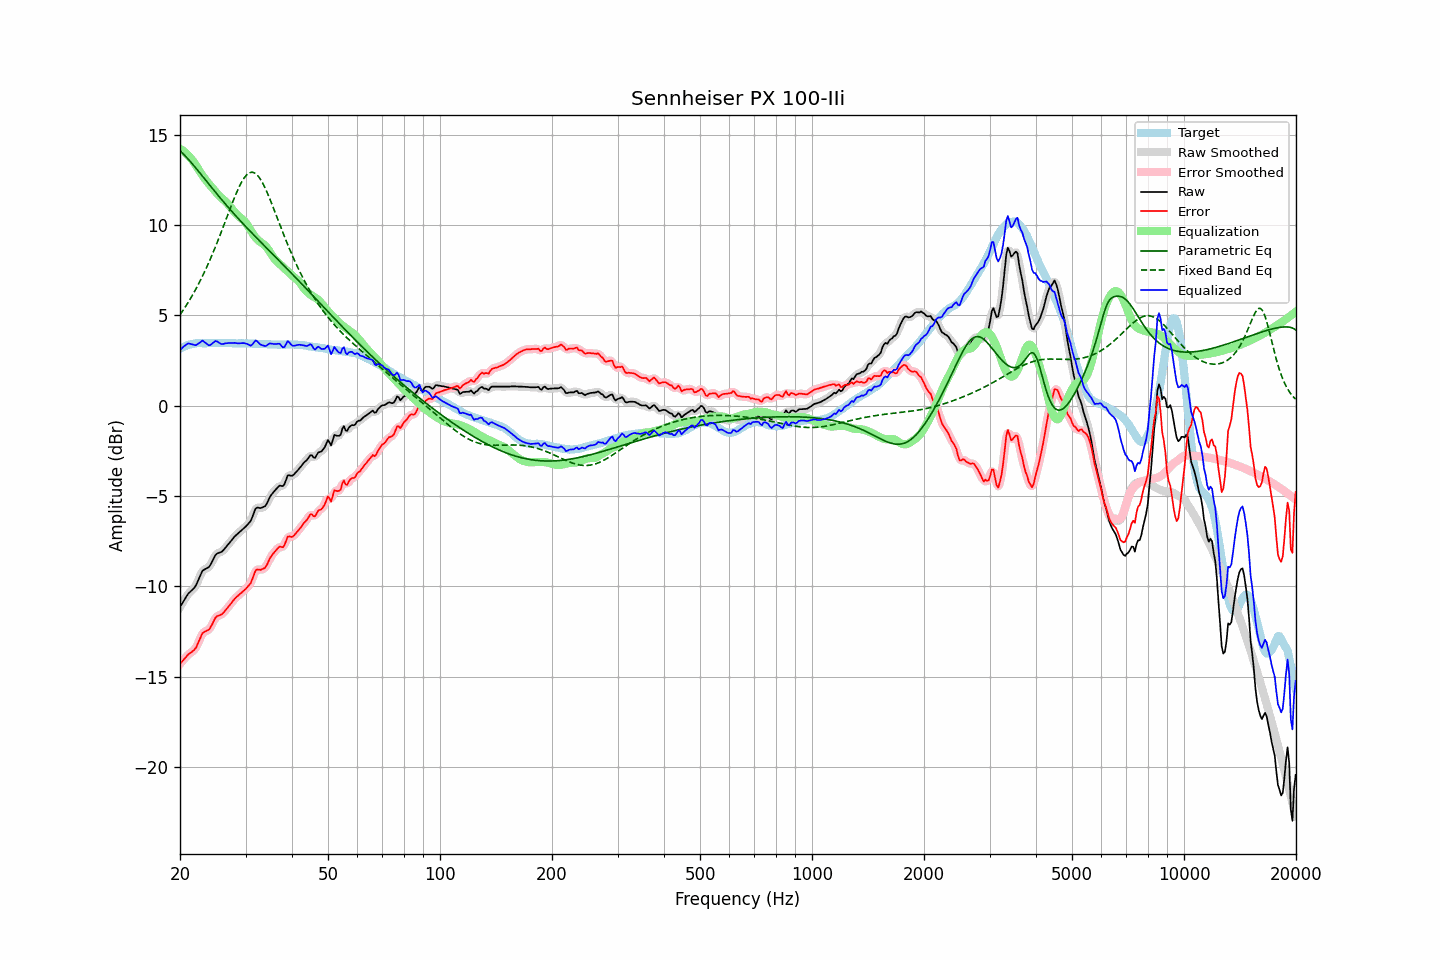 Sennheiser PX 100-IIi
Target
Raw Smoothed
Error Smoothed
Raw
Error
Equalization
Parametric Eq
Fixed Band Eq
Equalized
15
10
5
0
−5
−10
−15
−20
Amplitude (dBr)
20
50
100
200
500
1000
2000
5000
10000
20000
Frequency (Hz)